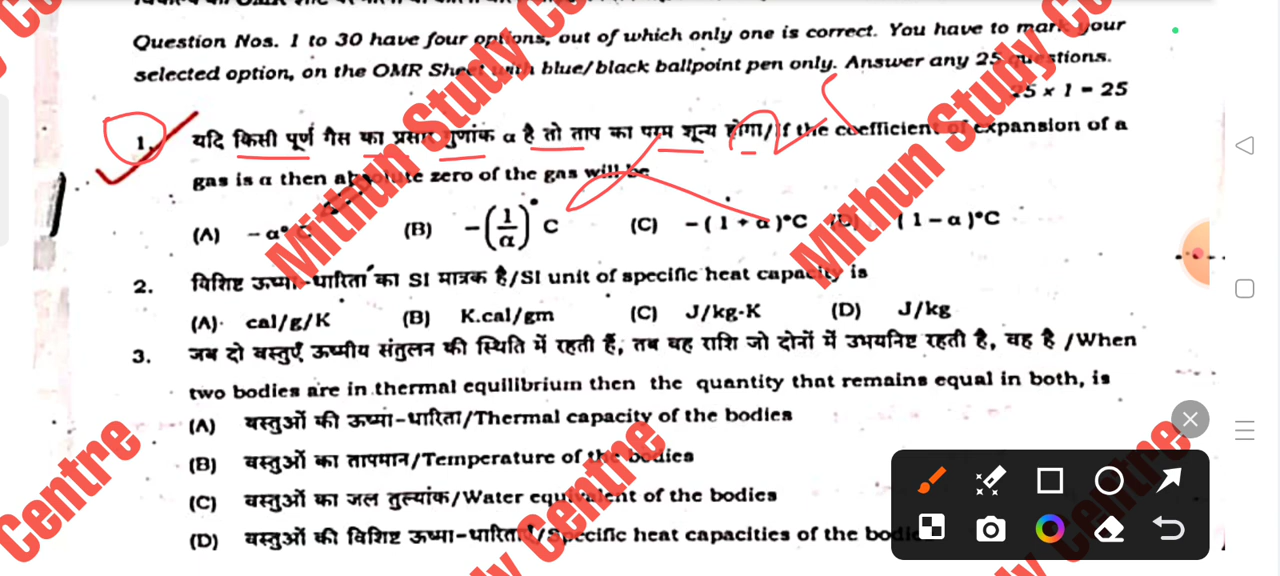 Question Nos. 1 to 30 have four options, out of which only one is correct. You have to mark your
selected option, on the OMR Sheet with blue/black ballpoint pen only. Answer any 25 questions.
25 × 1 = 25
1. यदि किसी पूर्ण गैस का प्रसार गुणांक α है तो ताप का परम शून्य होगा/If the coefficient of expansion of a
gas is α then absolute zero of the gas will be
(A) – α° C (B) –(1/α)° C (C) – ( 1 + α )°C (D) ( 1 – α )°C
2. विशिष्ट ऊष्मा-धारिता का SI मात्रक है/SI unit of specific heat capacity is
(A) cal/g/K (B) K.cal/gm (C) J/kg-K (D) J/kg
3. जब दो वस्तुएँ ऊष्मीय संतुलन की स्थिति में रहती हैं, तब वह राशि जो दोनों में उभयनिष्ट रहती है, वह है /When
two bodies are in thermal equilibrium then the quantity that remains equal in both, is
(A) वस्तुओं की ऊष्मा-धारिता/Thermal capacity of the bodies
(B) वस्तुओं का तापमान/Temperature of the bodies
(C) वस्तुओं का जल तुल्यांक/Water equivalent of the bodies
(D) वस्तुओं की विशिष्ट ऊष्मा-धारिताएँ/Specific heat capacities of the
Mithun Study Centre
Mithun Study Centre
Centre
Centre